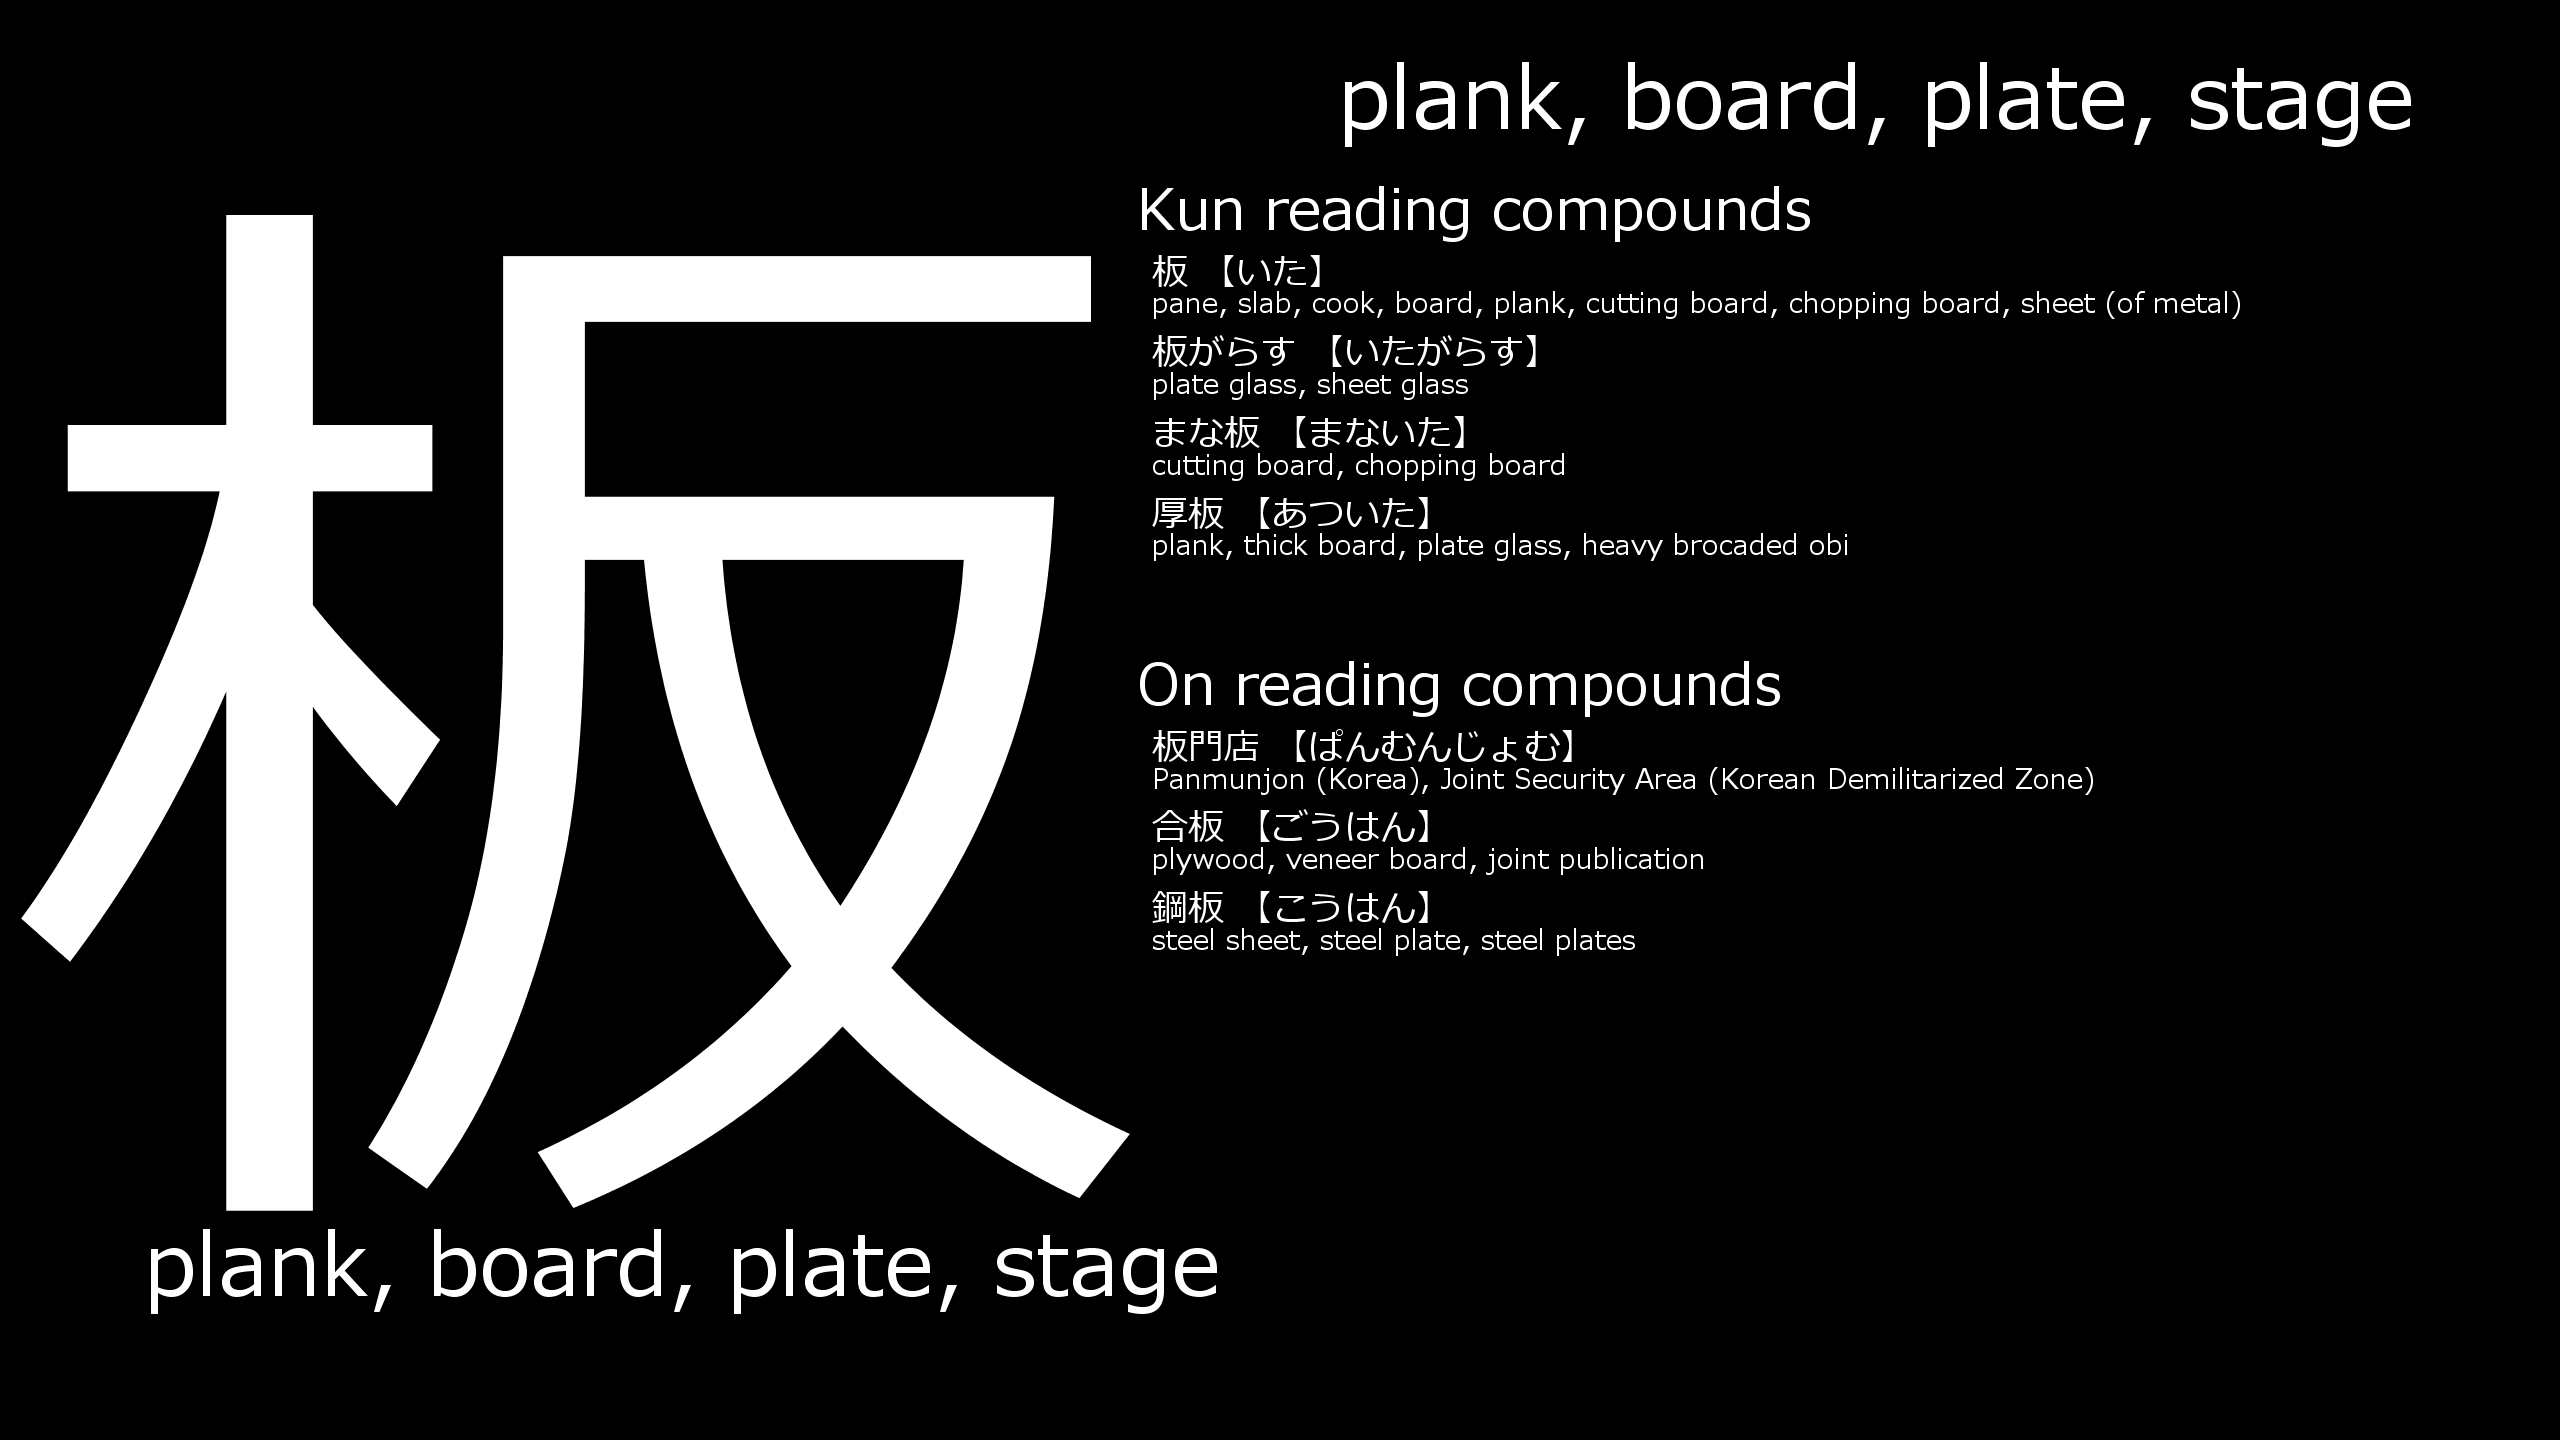 板
plank, board, plate, stage
plank, board, plate, stage
Kun reading compounds
板 【いた】
pane, slab, cook, board, plank, cutting board, chopping board, sheet (of metal)
板がらす 【いたがらす】
plate glass, sheet glass
まな板 【まないた】
cutting board, chopping board
厚板 【あついた】
plank, thick board, plate glass, heavy brocaded obi
On reading compounds
板門店 【ぱんむんじょむ】
Panmunjon (Korea), Joint Security Area (Korean Demilitarized Zone)
合板 【ごうはん】
plywood, veneer board, joint publication
鋼板 【こうはん】
steel sheet, steel plate, steel plates